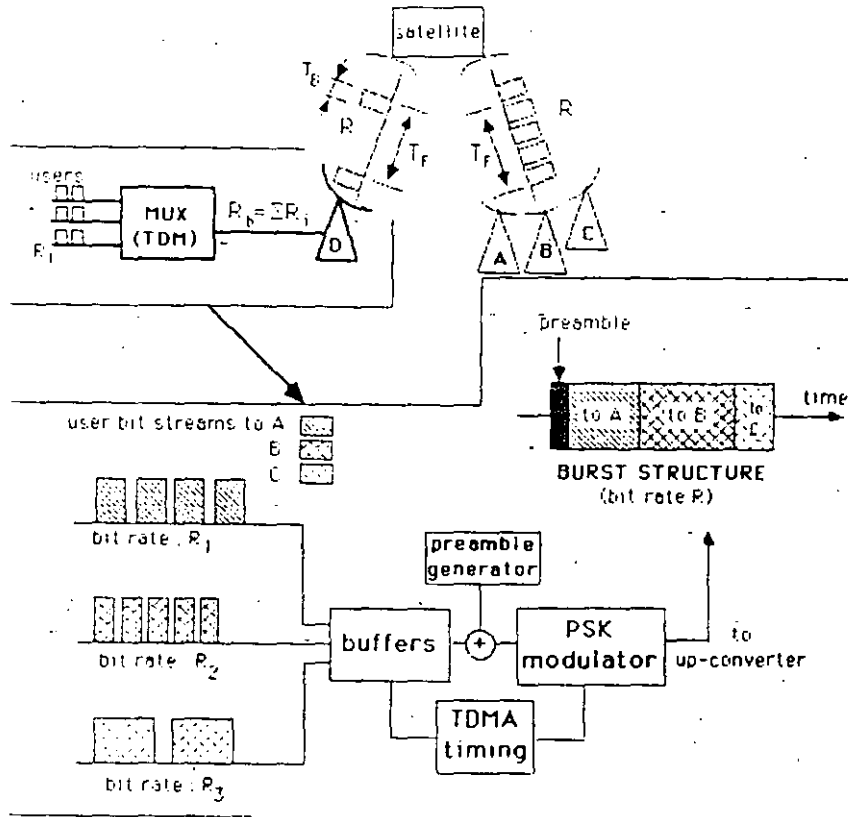 satellite
T_B
R
T_F
T_F
R
users
MUX
(TDM)
R_b = ΣR_i
R_i
D
A
B
C
preamble
time
to A
to B
to C
BURST STRUCTURE
(bit rate R)
user bit streams to A
B
C
bit rate : R_1
bit rate : R_2
bit rate : R_3
preamble
generator
buffers
+
PSK
modulator
TDMA
timing
to
up-converter